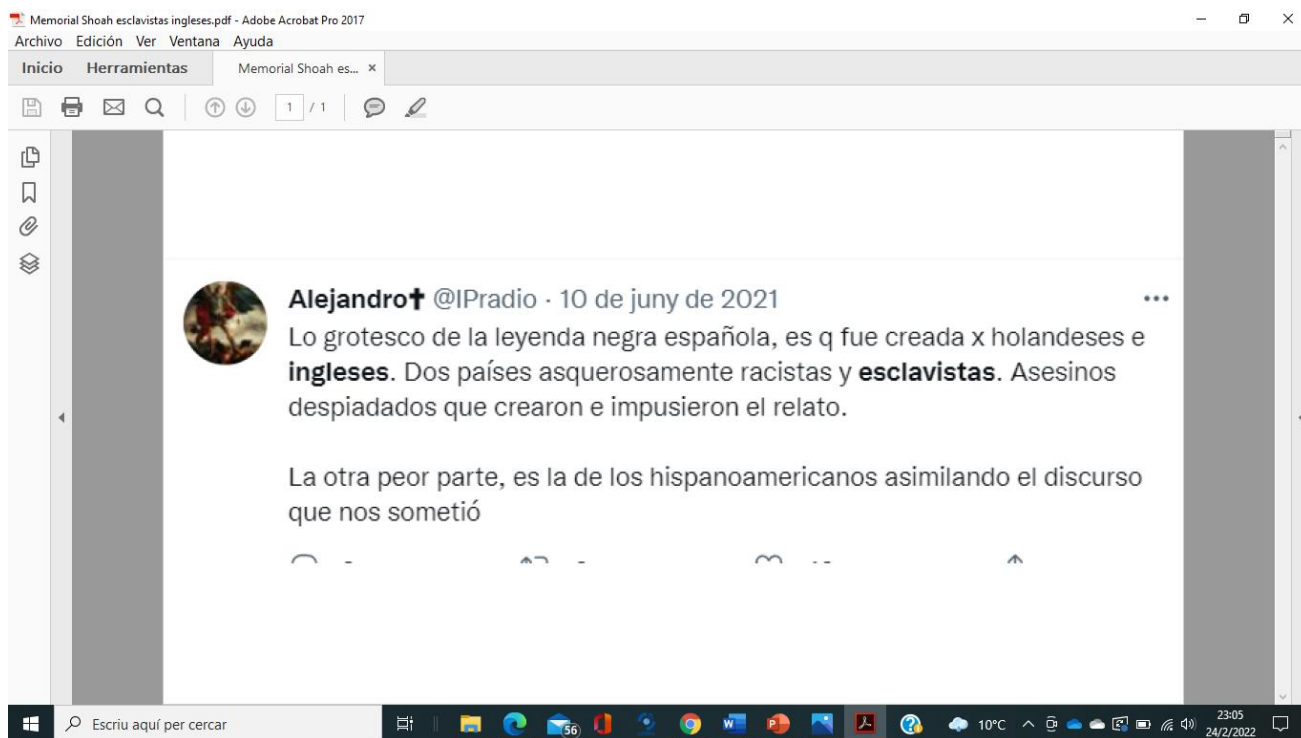 Memorial Shoah esclavistas ingleses.pdf - Adobe Acrobat Pro 2017
Archivo Edición Ver Ventana Ayuda
Inicio Herramientas Memorial Shoah es... ×
1 / 1
Alejandro✝ @IPradio · 10 de juny de 2021
Lo grotesco de la leyenda negra española, es q fue creada x holandeses e
ingleses. Dos países asquerosamente racistas y esclavistas. Asesinos
despiadados que crearon e impusieron el relato.
La otra peor parte, es la de los hispanoamericanos asimilando el discurso
que nos sometió
Escriu aquí per cercar
56
10°C
23:05
24/2/2022